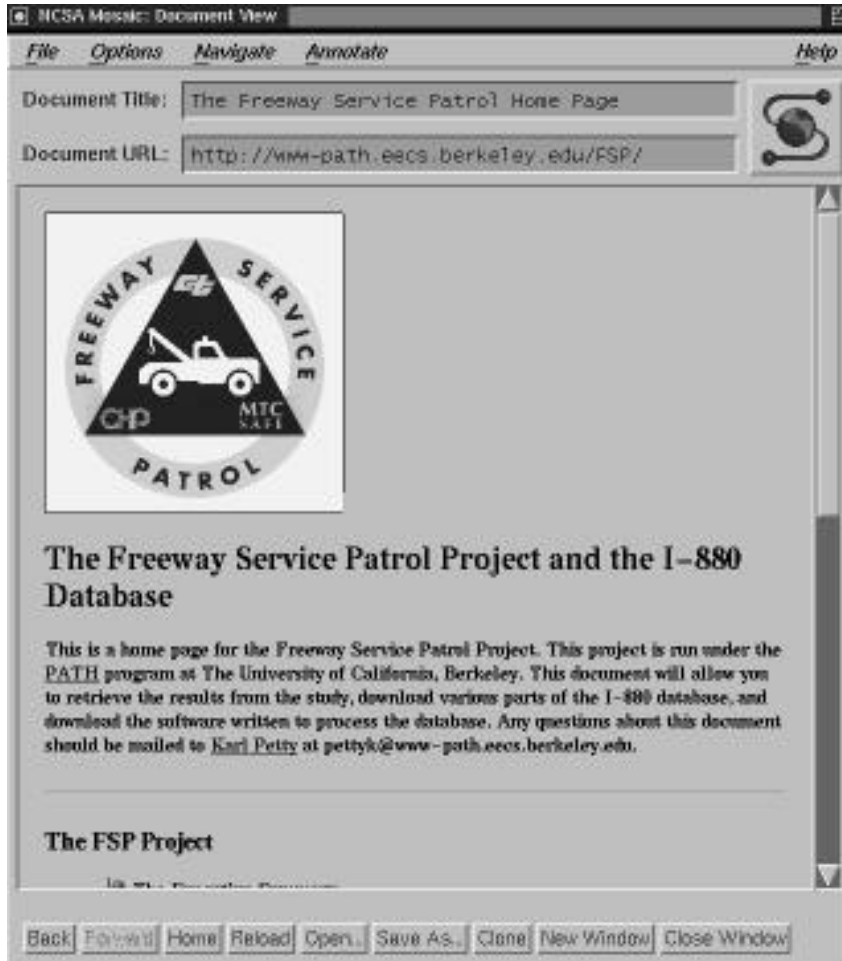 NCSA Mosaic: Document View
File Options Navigate Annotate Help
Document Title: The Freeway Service Patrol Home Page
Document URL: http://www-path.eecs.berkeley.edu/FSP/
FREEWAY SERVICE PATROL
Ct
CHP MTC
SAFE
The Freeway Service Patrol Project and the I-880
Database
This is a home page for the Freeway Service Patrol Project. This project is run under the
PATH program at The University of California, Berkeley. This document will allow you
to retrieve the results from the study, download various parts of the I-880 database, and
download the software written to process the database. Any questions about this document
should be mailed to Karl Petty at pettyk@www-path.eecs.berkeley.edu.
The FSP Project
Back Forward Home Reload Open... Save As... Clone New Window Close Window